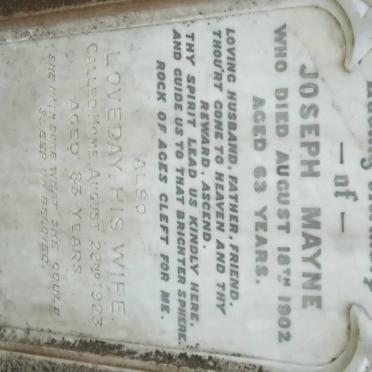 — of —
JOSEPH MAYNE
WHO DIED AUGUST 18TH 1902
AGED 63 YEARS.
LOVING HUSBAND, FATHER, FRIEND,
THOU'RT GONE TO HEAVEN AND THY
REWARD, ASCEND.
THY SPIRIT LEAD US KINDLY HERE,
AND GUIDE US TO THAT BRIGHTER SPHERE.
ROCK OF AGES CLEFT FOR ME.
ALSO
LOVEDAY, HIS WIFE
CALLED HOME, AUGUST 22ND 1923
AGED 83 YEARS
SHE HATH DONE WHAT SHE COULD